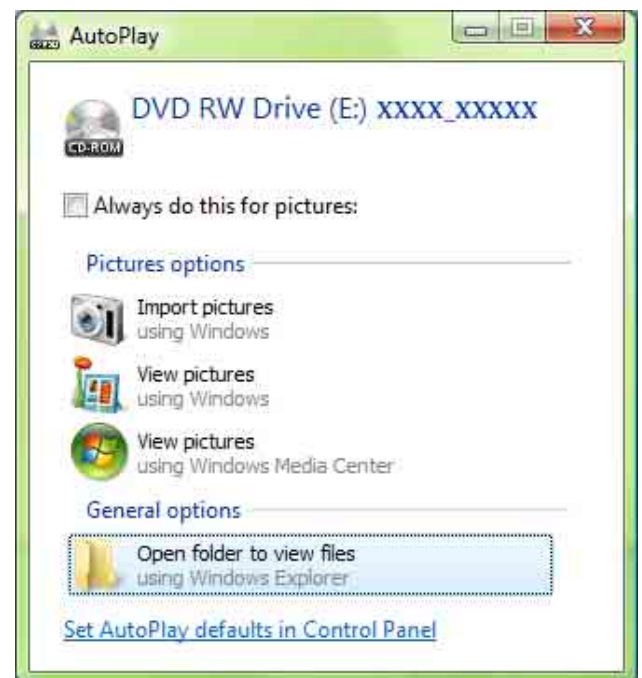 AutoPlay
DVD RW Drive (E:) XXXX_XXXXX
CD-ROM
Always do this for pictures:
Pictures options
Import pictures
using Windows
View pictures
using Windows
View pictures
using Windows Media Center
General options
Open folder to view files
using Windows Explorer
Set AutoPlay defaults in Control Panel